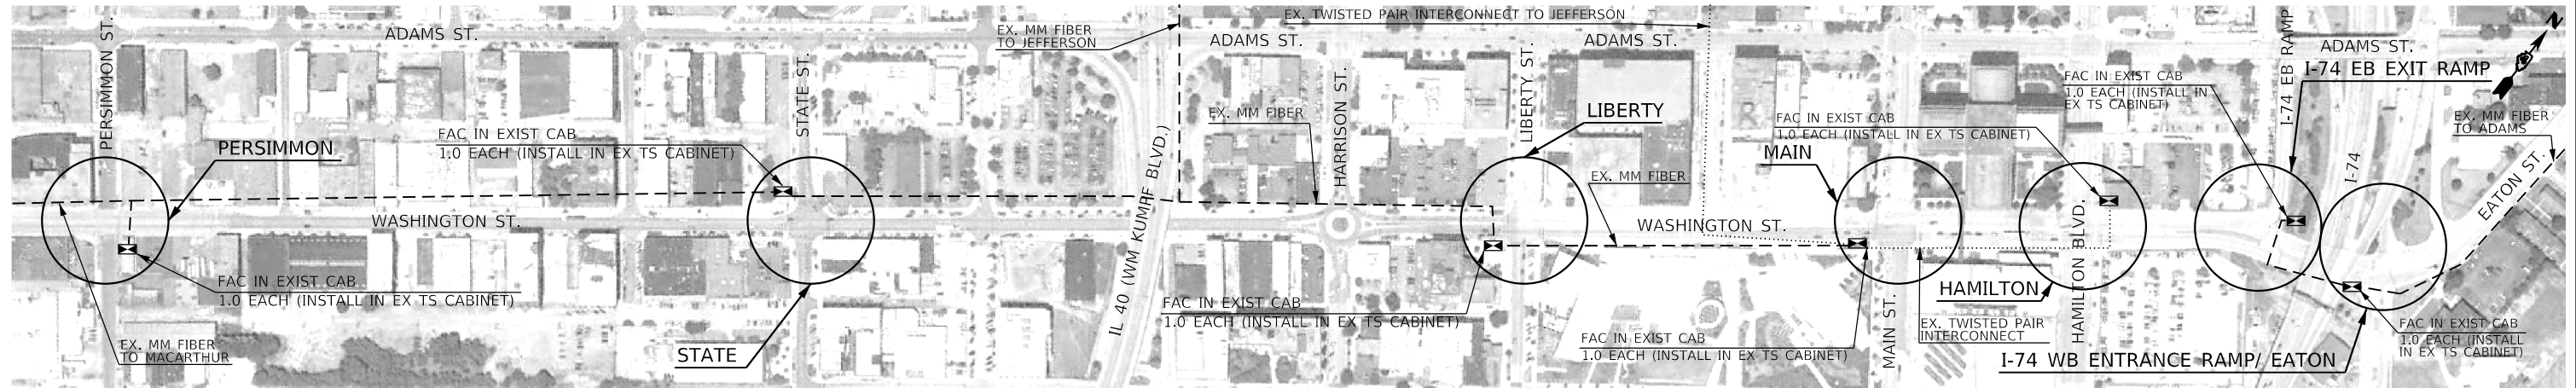 PERSIMMON ST.
ADAMS ST.
STATE ST.
EX. MM FIBER
TO JEFFERSON
EX. TWISTED PAIR INTERCONNECT TO JEFFERSON
ADAMS ST.
HARRISON ST.
LIBERTY ST.
ADAMS ST.
I-74 EB RAMP
ADAMS ST.
I-74 EB EXIT RAMP
N
FAC IN EXIST CAB
1.0 EACH (INSTALL IN
EX TS CABINET)
EX. MM FIBER
TO ADAMS
LIBERTY
EX. MM FIBER
FAC IN EXIST CAB
1.0 EACH (INSTALL IN EX TS CABINET)
MAIN
PERSIMMON
FAC IN EXIST CAB
1.0 EACH (INSTALL IN EX TS CABINET)
I-74
EATON ST.
EX. MM FIBER
WASHINGTON ST.
IL 40 (WM KUMPF BLVD.)
WASHINGTON ST.
HAMILTON BLVD.
FAC IN EXIST CAB
1.0 EACH (INSTALL IN EX TS CABINET)
HAMILTON
FAC IN EXIST CAB
1.0 EACH (INSTALL IN EX TS CABINET)
MAIN ST.
EX. TWISTED PAIR
INTERCONNECT
FAC IN EXIST CAB
1.0 EACH (INSTALL
IN EX TS CABINET)
EX. MM FIBER
TO MACARTHUR
STATE
FAC IN EXIST CAB
1.0 EACH (INSTALL IN EX TS CABINET)
I-74 WB ENTRANCE RAMP/ EATON